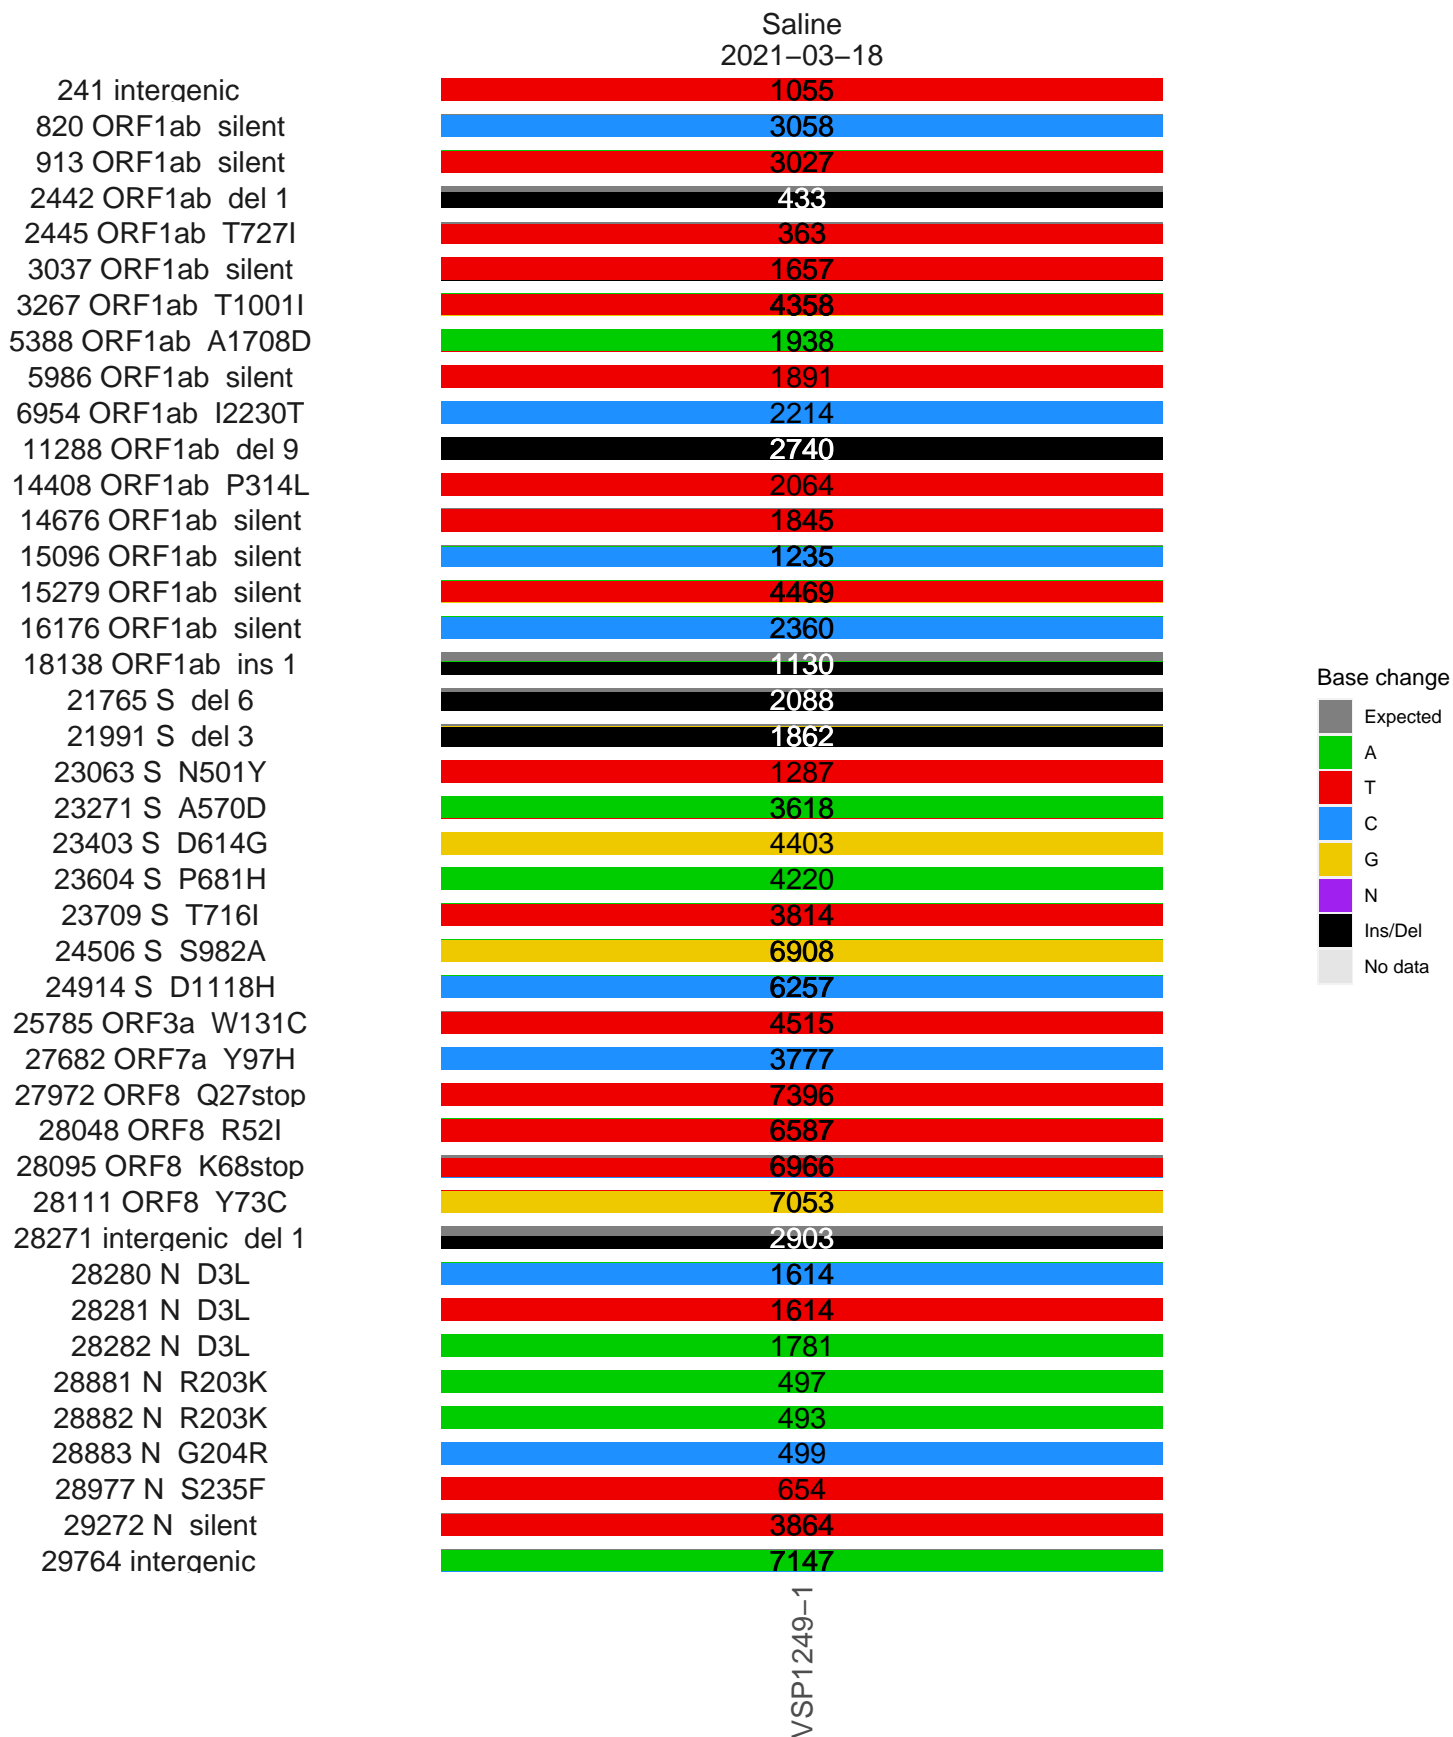 Saline
2021−03−18
241 intergenic 1055
820 ORF1ab silent 3058
913 ORF1ab silent 3027
2442 ORF1ab del 1 433
2445 ORF1ab T727I 363
3037 ORF1ab silent 1657
3267 ORF1ab T1001I 4358
5388 ORF1ab A1708D 1938
5986 ORF1ab silent 1891
6954 ORF1ab I2230T 2214
11288 ORF1ab del 9 2740
14408 ORF1ab P314L 2064
14676 ORF1ab silent 1845
15096 ORF1ab silent 1235
15279 ORF1ab silent 4469
16176 ORF1ab silent 2360
18138 ORF1ab ins 1 1130
21765 S del 6 2088
21991 S del 3 1862
23063 S N501Y 1287
23271 S A570D 3618
23403 S D614G 4403
23604 S P681H 4220
23709 S T716I 3814
24506 S S982A 6908
24914 S D1118H 6257
25785 ORF3a W131C 4515
27682 ORF7a Y97H 3777
27972 ORF8 Q27stop 7396
28048 ORF8 R52I 6587
28095 ORF8 K68stop 6966
28111 ORF8 Y73C 7053
28271 intergenic del 1 2903
28280 N D3L 1614
28281 N D3L 1614
28282 N D3L 1781
28881 N R203K 497
28882 N R203K 493
28883 N G204R 499
28977 N S235F 654
29272 N silent 3864
29764 intergenic 7147
VSP1249−1
Base change
Expected
A
T
C
G
N
Ins/Del
No data